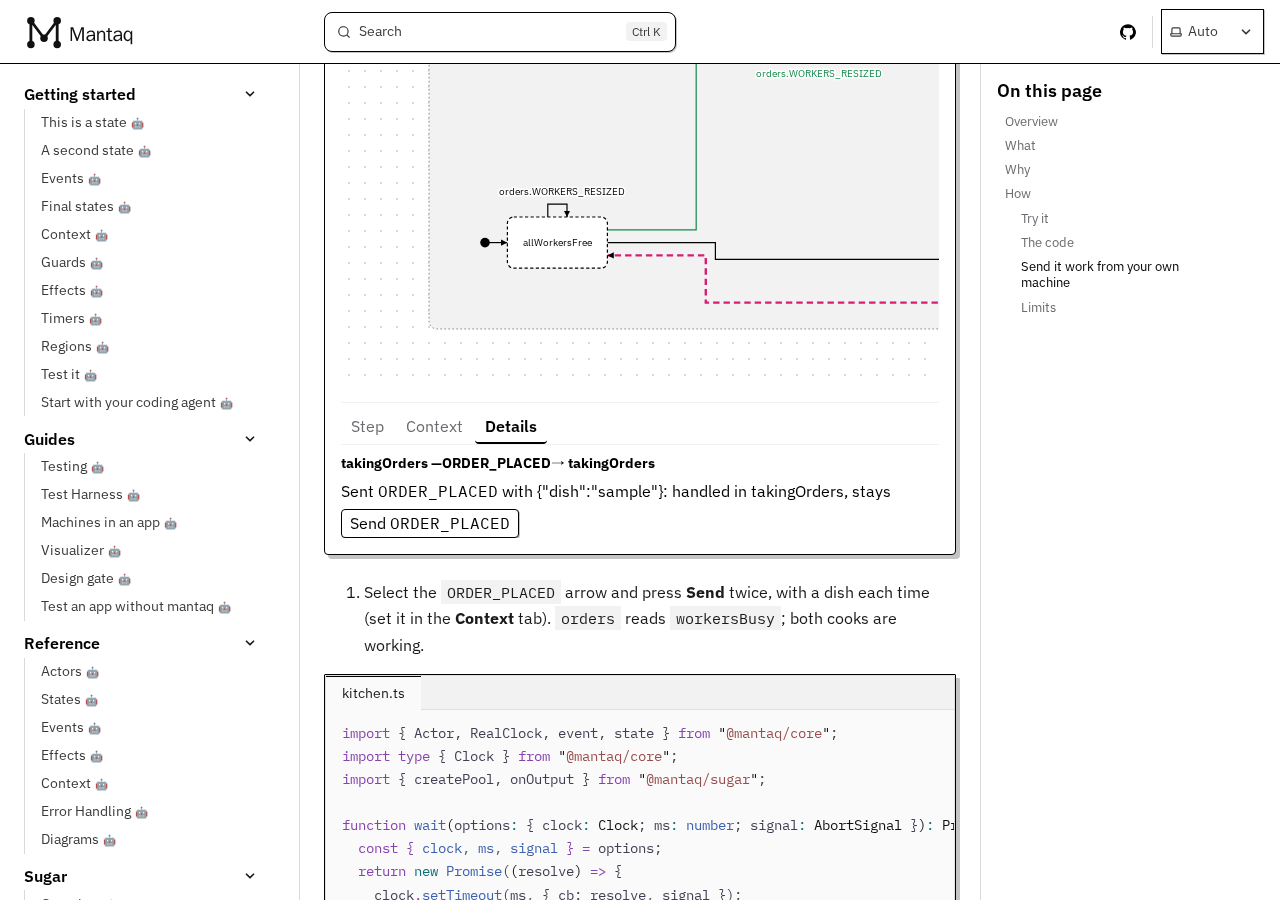 Mantaq
Search
Ctrl K
Auto
Getting started
This is a state 🤖
A second state 🤖
Events 🤖
Final states 🤖
Context 🤖
Guards 🤖
Effects 🤖
Timers 🤖
Regions 🤖
Test it 🤖
Start with your coding agent 🤖
Guides
Testing 🤖
Test Harness 🤖
Machines in an app 🤖
Visualizer 🤖
Design gate 🤖
Test an app without mantaq 🤖
Reference
Actors 🤖
States 🤖
Events 🤖
Effects 🤖
Context 🤖
Error Handling 🤖
Diagrams 🤖
Sugar
orders.WORKERS_RESIZED
orders.WORKERS_RESIZED
allWorkersFree
Step Context Details
takingOrders —ORDER_PLACED→ takingOrders
Sent ORDER_PLACED with {"dish":"sample"}: handled in takingOrders, stays
Send ORDER_PLACED
1. Select the ORDER_PLACED arrow and press Send twice, with a dish each time
(set it in the Context tab). orders reads workersBusy; both cooks are
working.
kitchen.ts
import { Actor, RealClock, event, state } from "@mantaq/core";
import type { Clock } from "@mantaq/core";
import { createPool, onOutput } from "@mantaq/sugar";
function wait(options: { clock: Clock; ms: number; signal: AbortSignal }):
const { clock, ms, signal } = options;
return new Promise((resolve) => {
clock.setTimeout(ms, { cb: resolve, signal });
On this page
Overview
What
Why
How
Try it
The code
Send it work from your own
machine
Limits